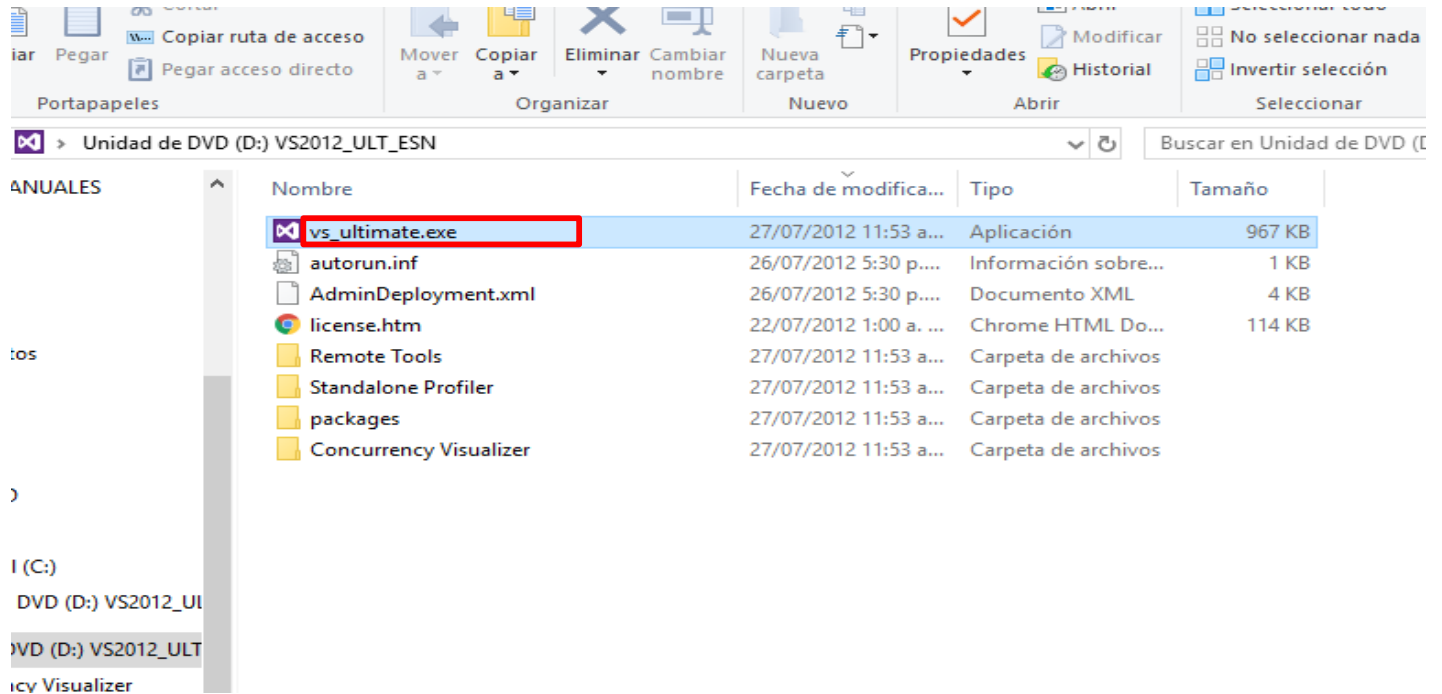 Copiar ruta de acceso
Pegar acceso directo
iar Pegar
Portapapeles
Mover a
Copiar a
Eliminar
Cambiar nombre
Organizar
Nueva carpeta
Nuevo
Propiedades
Modificar
Historial
Abrir
No seleccionar nada
Invertir selección
Seleccionar
Unidad de DVD (D:) VS2012_ULT_ESN
Buscar en Unidad de DVD (D
ANUALES
Nombre Fecha de modifica... Tipo Tamaño
vs_ultimate.exe 27/07/2012 11:53 a... Aplicación 967 KB
autorun.inf 26/07/2012 5:30 p.... Información sobre... 1 KB
AdminDeployment.xml 26/07/2012 5:30 p.... Documento XML 4 KB
license.htm 22/07/2012 1:00 a. ... Chrome HTML Do... 114 KB
tos
Remote Tools 27/07/2012 11:53 a... Carpeta de archivos
Standalone Profiler 27/07/2012 11:53 a... Carpeta de archivos
packages 27/07/2012 11:53 a... Carpeta de archivos
Concurrency Visualizer 27/07/2012 11:53 a... Carpeta de archivos
l (C:)
DVD (D:) VS2012_UL
DVD (D:) VS2012_ULT
ncy Visualizer